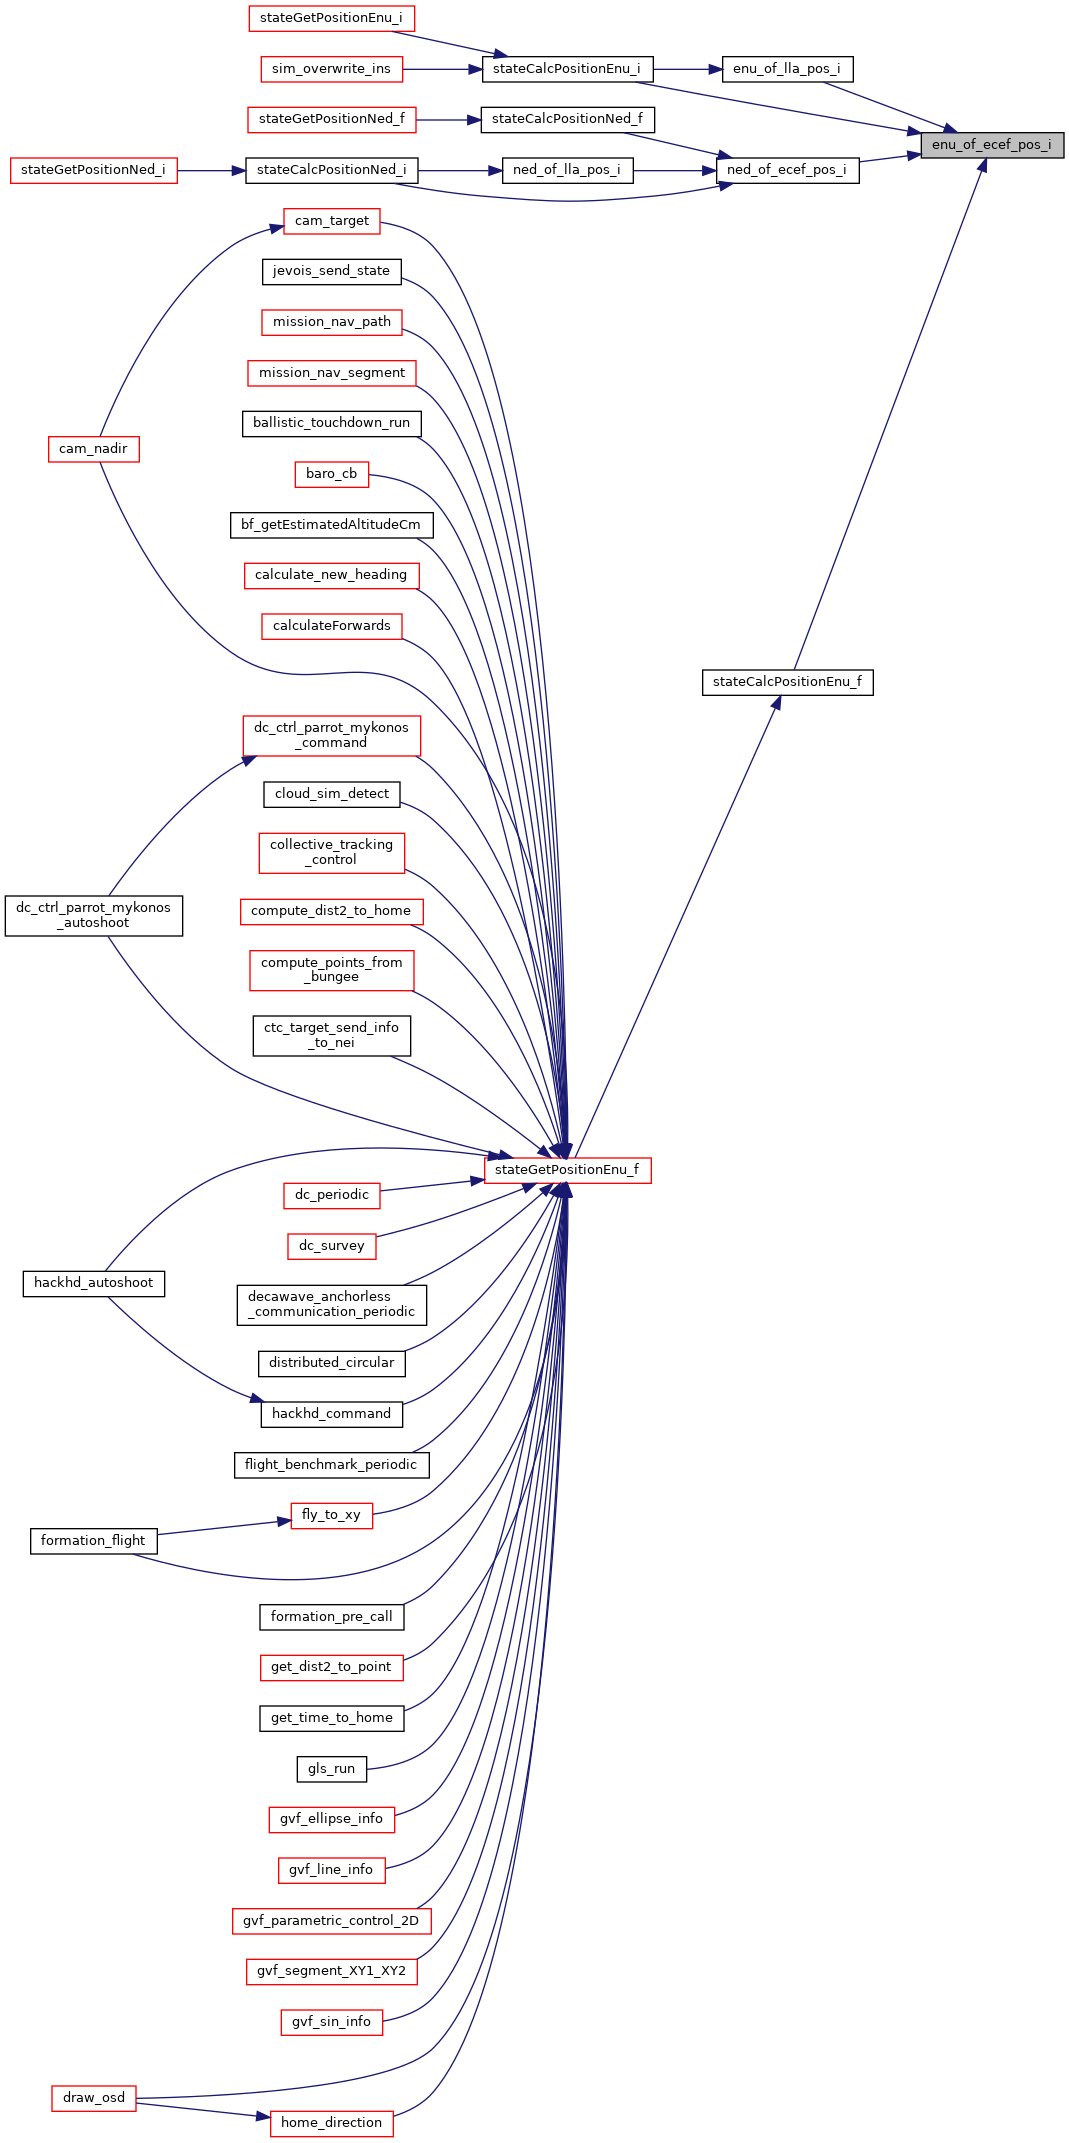 stateGetPositionEnu_i
sim_overwrite_ins
stateCalcPositionEnu_i
enu_of_lla_pos_i
stateGetPositionNed_f
stateCalcPositionNed_f
enu_of_ecef_pos_i
stateGetPositionNed_i
stateCalcPositionNed_i
ned_of_lla_pos_i
ned_of_ecef_pos_i
cam_target
jevois_send_state
mission_nav_path
mission_nav_segment
ballistic_touchdown_run
cam_nadir
baro_cb
bf_getEstimatedAltitudeCm
calculate_new_heading
calculateForwards
stateCalcPositionEnu_f
dc_ctrl_parrot_mykonos
_command
cloud_sim_detect
collective_tracking
_control
dc_ctrl_parrot_mykonos
_autoshoot
compute_dist2_to_home
compute_points_from
_bungee
ctc_target_send_info
_to_nei
stateGetPositionEnu_f
dc_periodic
dc_survey
hackhd_autoshoot
decawave_anchorless
_communication_periodic
distributed_circular
hackhd_command
flight_benchmark_periodic
fly_to_xy
formation_flight
formation_pre_call
get_dist2_to_point
get_time_to_home
gls_run
gvf_ellipse_info
gvf_line_info
gvf_parametric_control_2D
gvf_segment_XY1_XY2
gvf_sin_info
draw_osd
home_direction